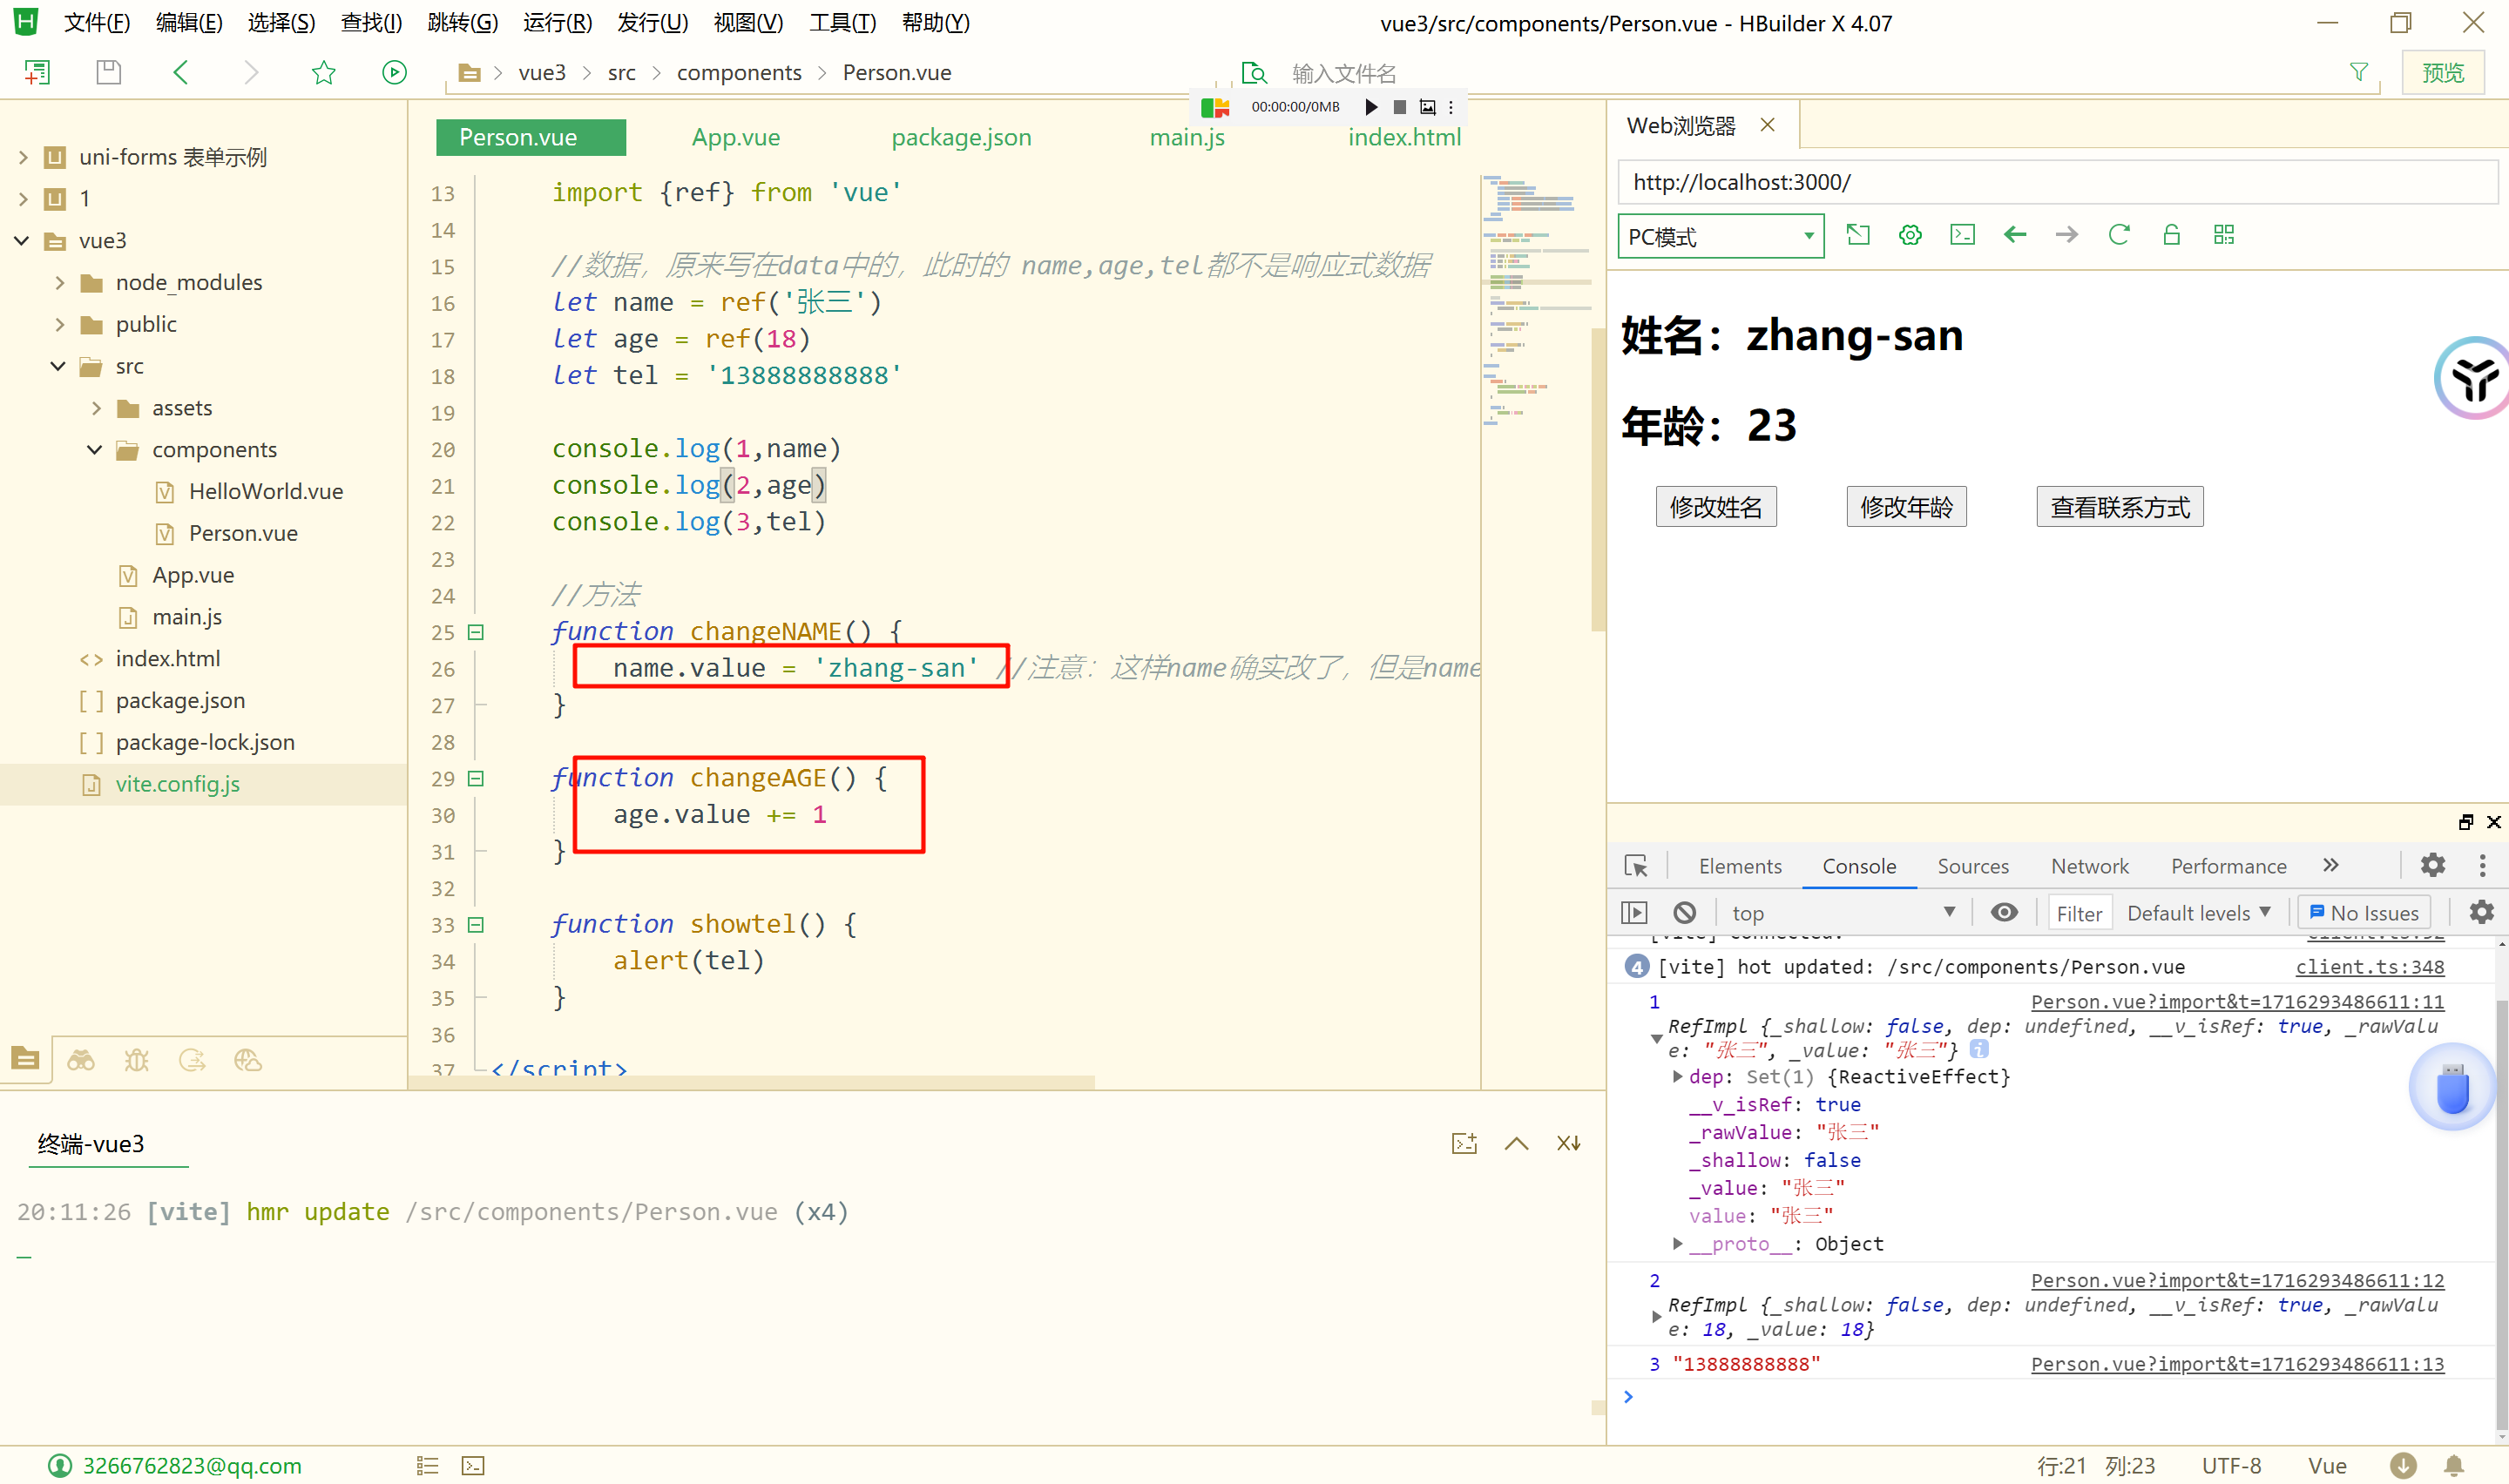 文件(F) 编辑(E) 选择(S) 查找(I) 跳转(G) 运行(R) 发行(U) 视图(V) 工具(T) 帮助(Y)
vue3/src/components/Person.vue - HBuilder X 4.07
vue3 src components Person.vue
输入文件名
预览
00:00:00/0MB
uni-forms 表单示例
1
vue3
node_modules
public
src
assets
components
HelloWorld.vue
Person.vue
App.vue
main.js
index.html
package.json
package-lock.json
vite.config.js
Person.vue App.vue package.json main.js index.html
13 import {ref} from 'vue'
14
15 //数据，原来写在data中的，此时的 name,age,tel都不是响应式数据
16 let name = ref('张三')
17 let age = ref(18)
18 let tel = '13888888888'
19
20 console.log(1,name)
21 console.log(2,age)
22 console.log(3,tel)
23
24 //方法
25 function changeNAME() {
26 name.value = 'zhang-san' //注意：这样name确实改了，但是name
27 }
28
29 function changeAGE() {
30 age.value += 1
31 }
32
33 function showtel() {
34 alert(tel)
35 }
36
37 </script>
Web浏览器
http://localhost:3000/
PC模式
姓名：zhang-san
年龄：23
修改姓名 修改年龄 查看联系方式
Elements Console Sources Network Performance
top Filter Default levels No Issues
[vite] connected. client.ts:52
4 [vite] hot updated: /src/components/Person.vue client.ts:348
1 Person.vue?import&t=1716293486611:11
RefImpl {_shallow: false, dep: undefined, __v_isRef: true, _rawValu
e: "张三", _value: "张三"} i
dep: Set(1) {ReactiveEffect}
__v_isRef: true
_rawValue: "张三"
_shallow: false
_value: "张三"
value: "张三"
__proto__: Object
2 Person.vue?import&t=1716293486611:12
RefImpl {_shallow: false, dep: undefined, __v_isRef: true, _rawValu
e: 18, _value: 18}
3 "13888888888" Person.vue?import&t=1716293486611:13
终端-vue3
20:11:26 [vite] hmr update /src/components/Person.vue (x4)
3266762823@qq.com
行:21 列:23 UTF-8 Vue